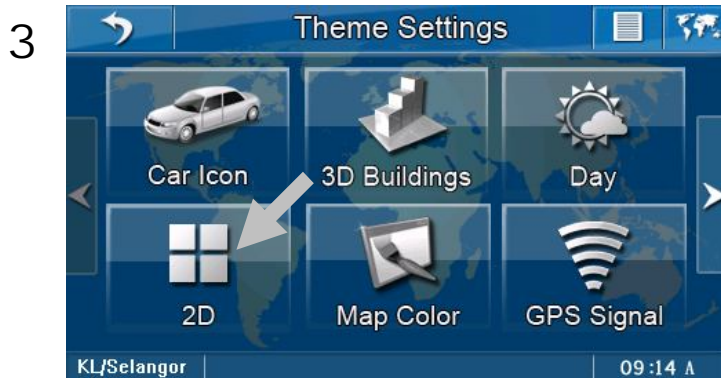 3
Theme Settings
Car Icon 3D Buildings Day
2D Map Color GPS Signal
KL/Selangor 09:14 A